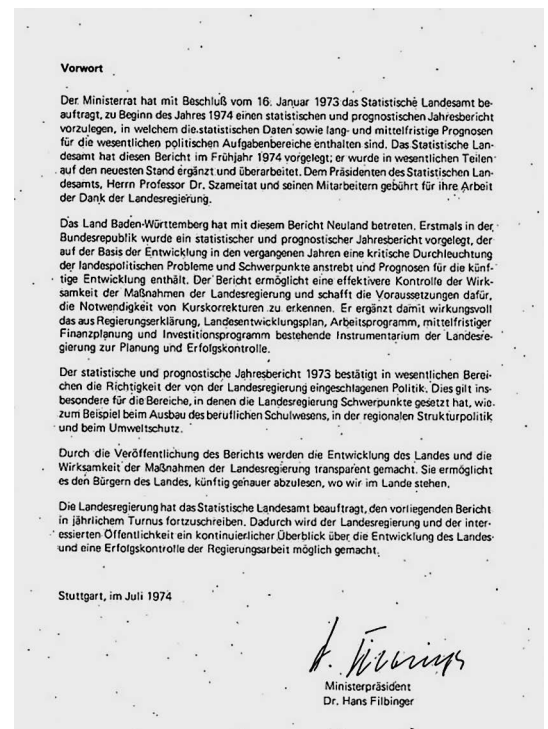 Vorwort
Der Ministerrat hat mit Beschluß vom 16. Januar 1973 das Statistische Landesamt be-
auftragt, zu Beginn des Jahres 1974 einen statistischen und prognostischen Jahresbericht
vorzulegen, in welchem die statistischen Daten sowie lang- und mittelfristige Prognosen
für die wesentlichen politischen Aufgabenbereiche enthalten sind. Das Statistische Lan-
desamt hat diesen Bericht im Frühjahr 1974 vorgelegt; er wurde in wesentlichen Teilen
auf den neuesten Stand ergänzt und überarbeitet. Dem Präsidenten des Statistischen Lan-
desamts, Herrn Professor Dr. Szameitat und seinen Mitarbeitern gebührt für ihre Arbeit
der Dank der Landesregierung.
Das Land Baden-Württemberg hat mit diesem Bericht Neuland betreten. Erstmals in der
Bundesrepublik wurde ein statistischer und prognostischer Jahresbericht vorgelegt, der
auf der Basis der Entwicklung in den vergangenen Jahren eine kritische Durchleuchtung
der landespolitischen Probleme und Schwerpunkte anstrebt und Prognosen für die künf-
tige Entwicklung enthält. Der Bericht ermöglicht eine effektivere Kontrolle der Wirk-
samkeit der Maßnahmen der Landesregierung und schafft die Voraussetzungen dafür,
die Notwendigkeit von Kurskorrekturen zu erkennen. Er ergänzt damit wirkungsvoll
das aus Regierungserklärung, Landesentwicklungsplan, Arbeitsprogramm, mittelfristiger
Finanzplanung und Investitionsprogramm bestehende Instrumentarium der Landesre-
gierung zur Planung und Erfolgskontrolle.
Der statistische und prognostische Jahresbericht 1973 bestätigt in wesentlichen Berei-
chen die Richtigkeit der von der Landesregierung eingeschlagenen Politik. Dies gilt ins-
besondere für die Bereiche, in denen die Landesregierung Schwerpunkte gesetzt hat, wie
zum Beispiel beim Ausbau des beruflichen Schulwesens, in der regionalen Strukturpolitik
und beim Umweltschutz.
Durch die Veröffentlichung des Berichts werden die Entwicklung des Landes und die
Wirksamkeit der Maßnahmen der Landesregierung transparent gemacht. Sie ermöglicht
es den Bürgern des Landes, künftig genauer abzulesen, wo wir im Lande stehen.
Die Landesregierung hat das Statistische Landesamt beauftragt, den vorliegenden Bericht
in jährlichem Turnus fortzuschreiben. Dadurch wird der Landesregierung und der inter-
essierten Öffentlichkeit ein kontinuierlicher Überblick über die Entwicklung des Landes
und eine Erfolgskontrolle der Regierungsarbeit möglich gemacht.
Stuttgart, im Juli 1974
H. Filbinger
Ministerpräsident
Dr. Hans Filbinger